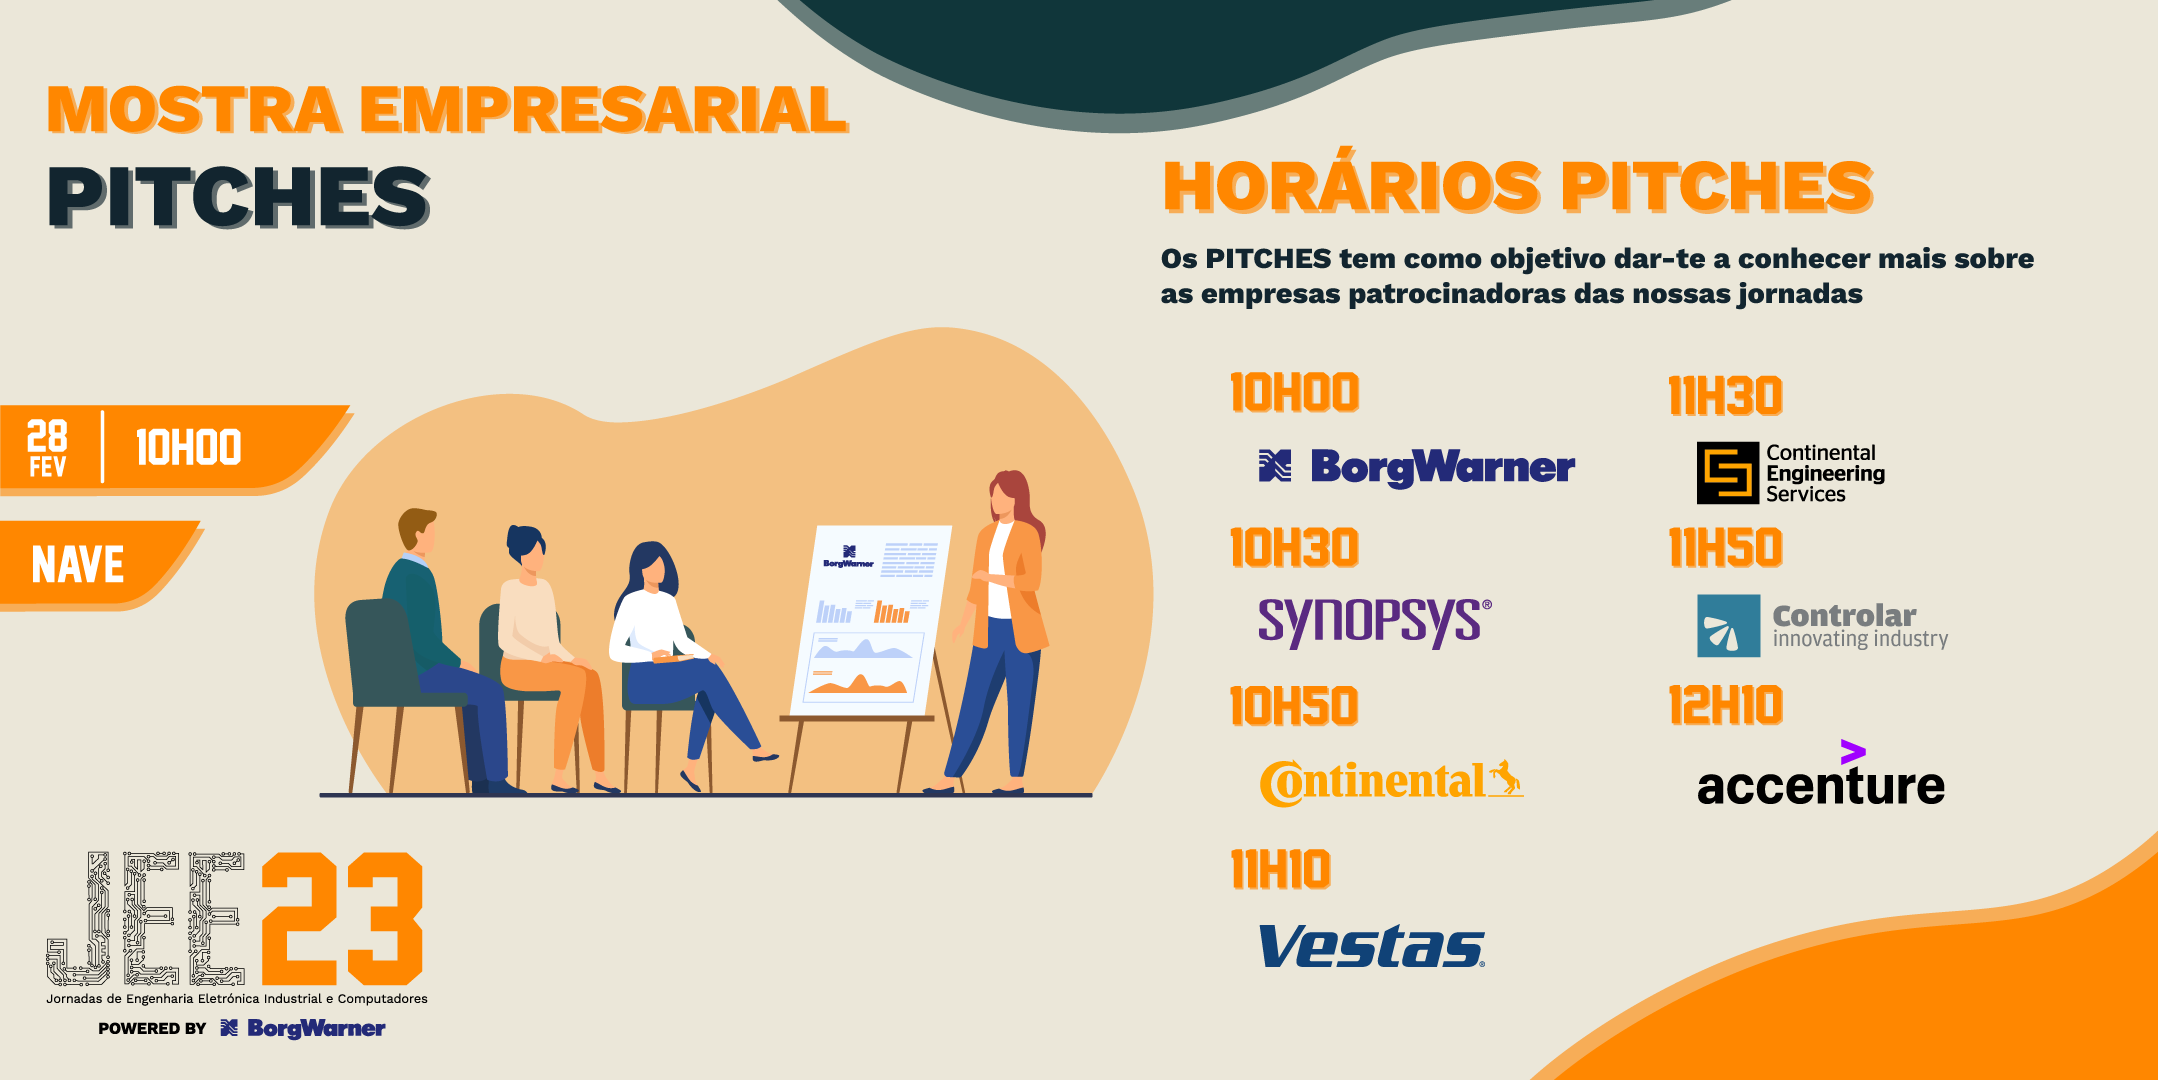 MOSTRA EMPRESARIAL
PITCHES
28
FEV
10H00
NAVE
BorgWarner
JEE23
Jornadas de Engenharia Eletrónica Industrial e Computadores
POWERED BY BorgWarner
HORÁRIOS PITCHES
Os PITCHES tem como objetivo dar-te a conhecer mais sobre
as empresas patrocinadoras das nossas jornadas
10H00
BorgWarner
10H30
SYNOPSYS®
10H50
Continental
11H10
Vestas®
11H30
Continental
Engineering
Services
11H50
Controlar
innovating industry
12H10
>
accenture